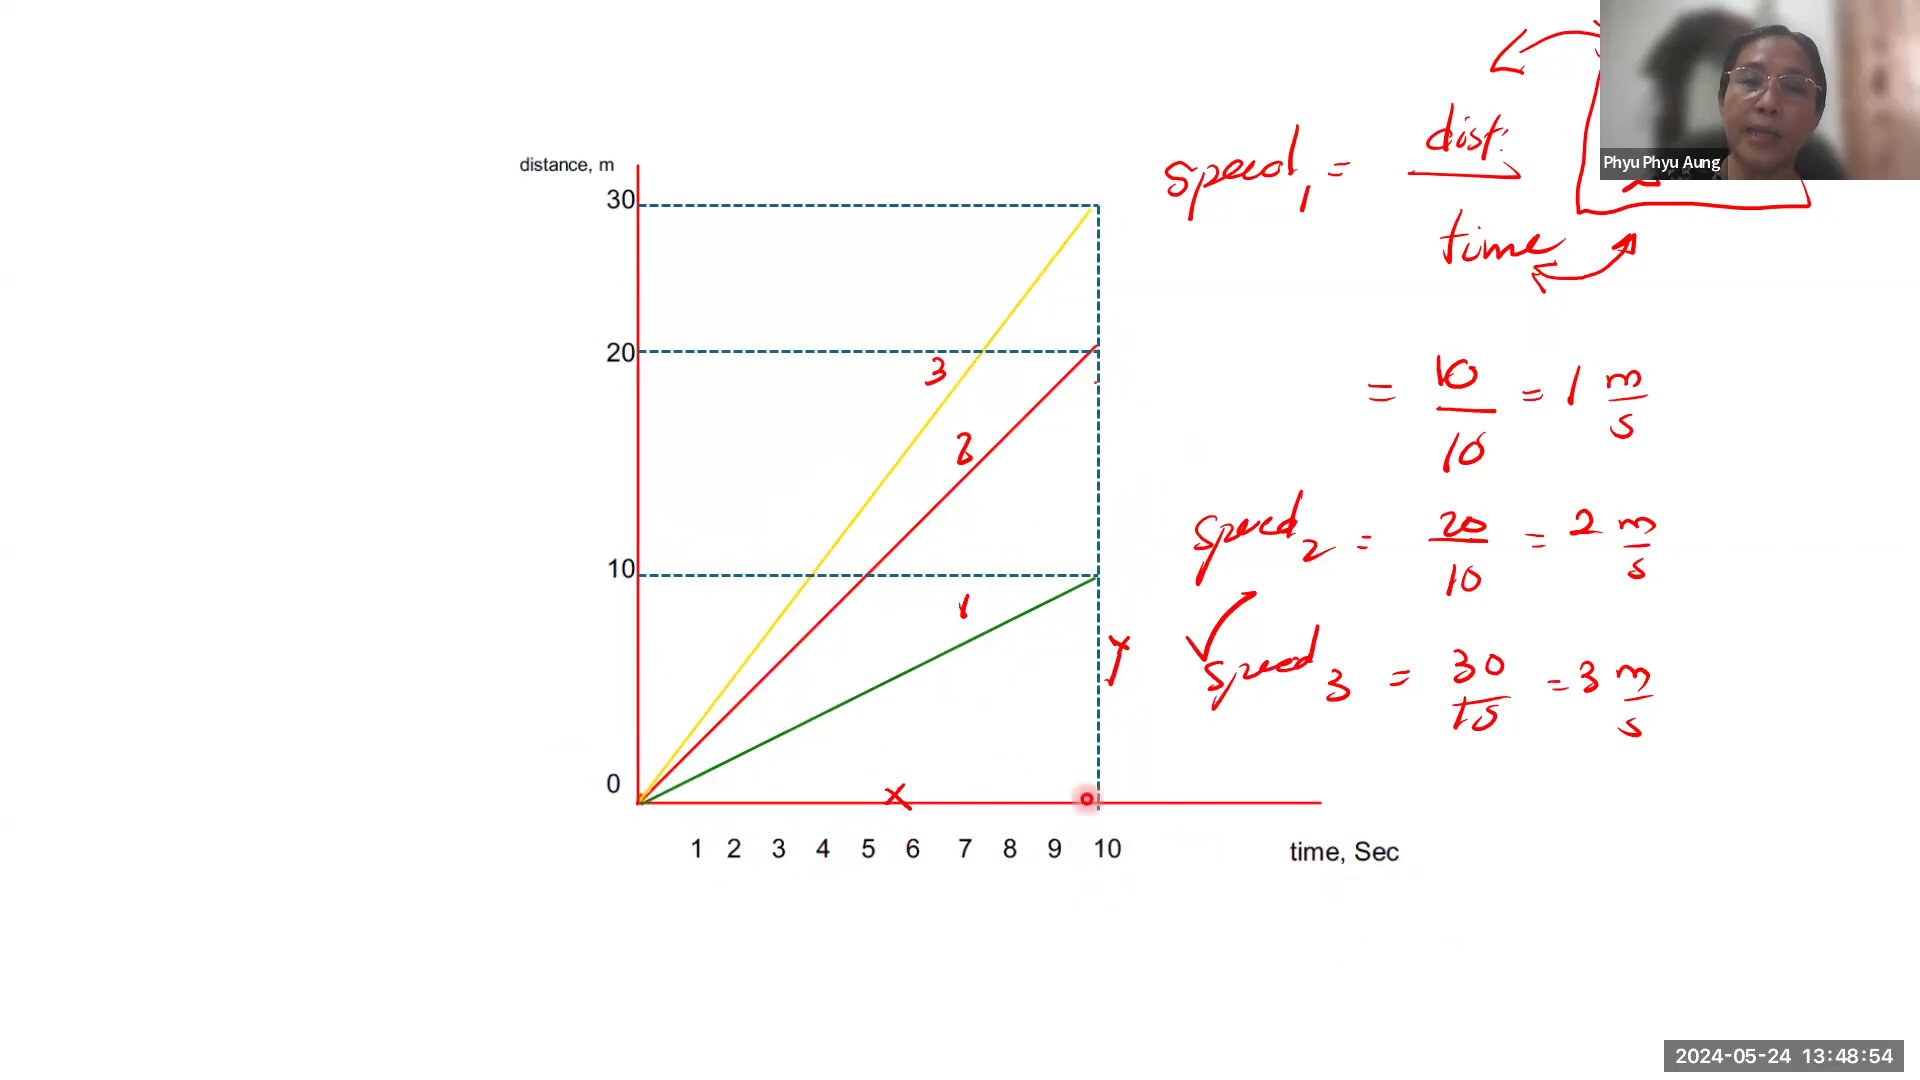 distance, m
30
20
10
0
1 2 3 4 5 6 7 8 9 10
time, Sec
3
2
1
x
y
speed1 = dist. / time
= 10/10 = 1 m/s
speed2 = 20/10 = 2 m/s
speed3 = 30/10 = 3 m/s
Phyu Phyu Aung
2024-05-24 13:48:54